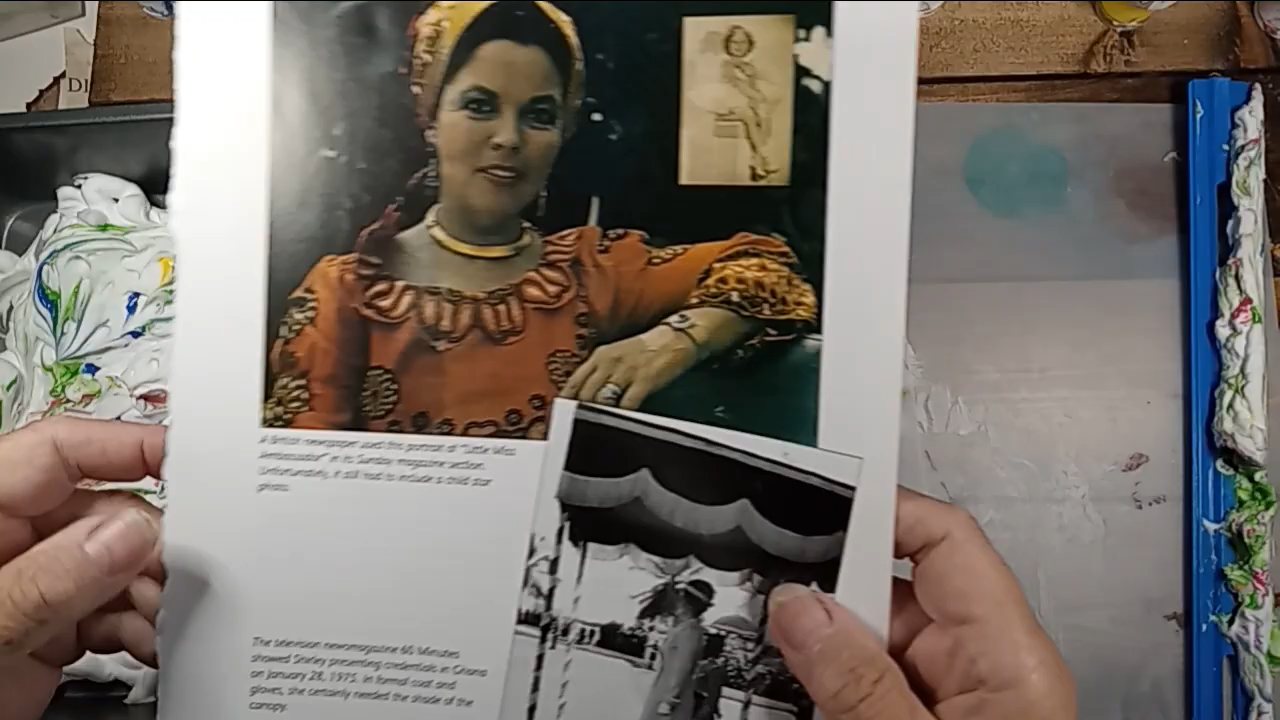 DI
A British newspaper used this portrait of "Little Miss
Ambassador" in its Sunday magazine section.
Unfortunately, it still had to include a child star
photo.
The television newsmagazine 60 Minutes
showed Shirley presenting credentials in Ghana
on January 28, 1975. In formal coat and
gloves, she certainly needed the shade of the
canopy.